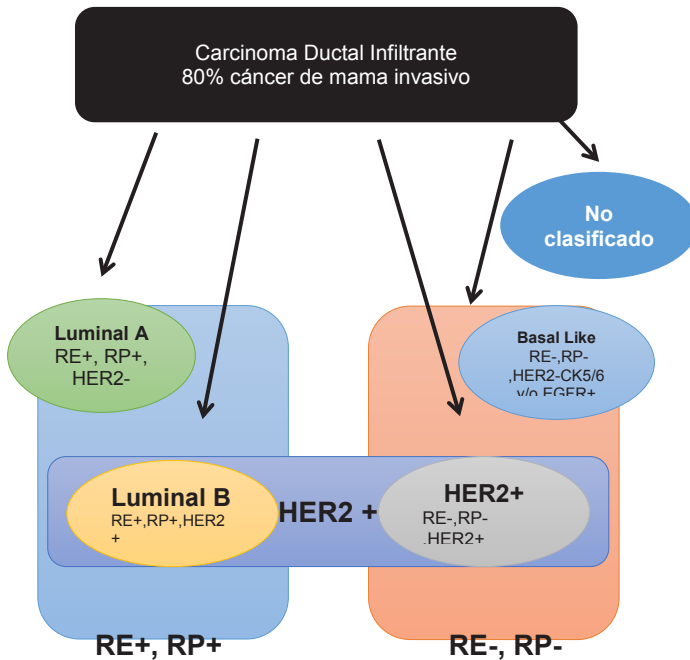 Carcinoma Ductal Infiltrante
80% cáncer de mama invasivo
No
clasificado
Luminal A
RE+, RP+,
HER2-
Basal Like
RE-,RP-
,HER2-CK5/6
y/o EGFR+
Luminal B
RE+,RP+,HER2
+
HER2 +
HER2+
RE-,RP-
,HER2+
RE+, RP+
RE-, RP-